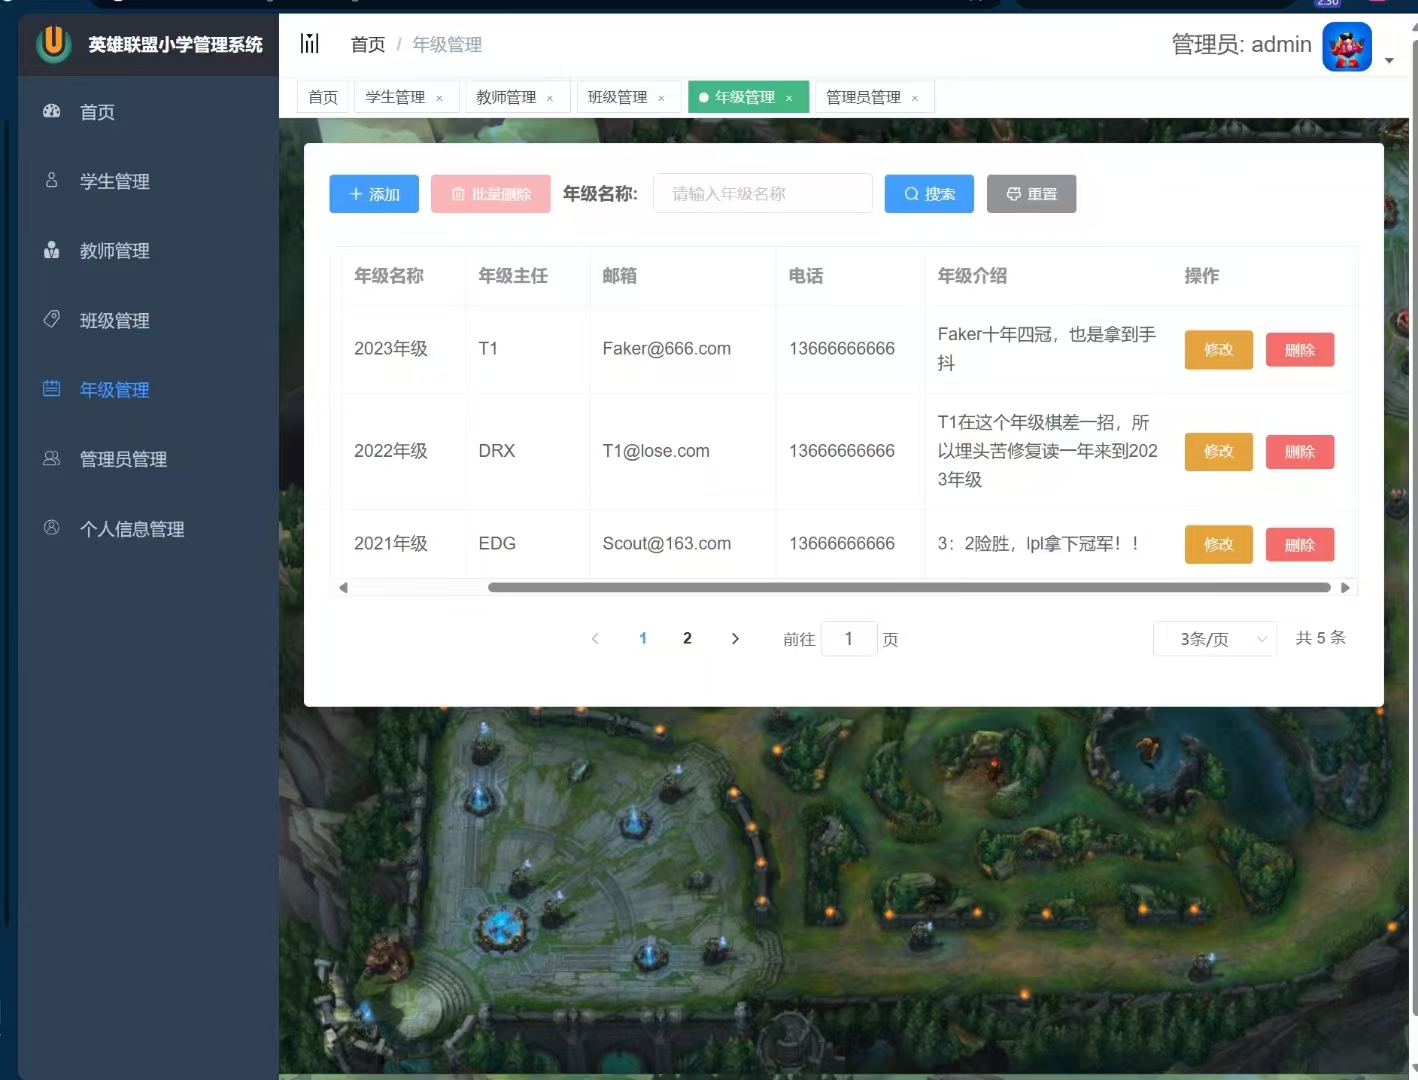 英雄联盟小学管理系统
首页 / 年级管理
管理员: admin
首页
学生管理 ×
教师管理 ×
班级管理 ×
年级管理 ×
管理员管理 ×
首页
学生管理
教师管理
班级管理
年级管理
管理员管理
个人信息管理
添加
批量删除
年级名称:
请输入年级名称
搜索
重置
年级名称 年级主任 邮箱 电话 年级介绍 操作
2023年级 T1 Faker@666.com 13666666666
Faker十年四冠，也是拿到手
抖
修改 删除
2022年级 DRX T1@lose.com 13666666666
T1在这个年级棋差一招，所
以埋头苦修复读一年来到202
3年级
修改 删除
2021年级 EDG Scout@163.com 13666666666 3：2险胜，lpl拿下冠军！！
修改 删除
1 2 前往 1 页 3条/页 共 5 条